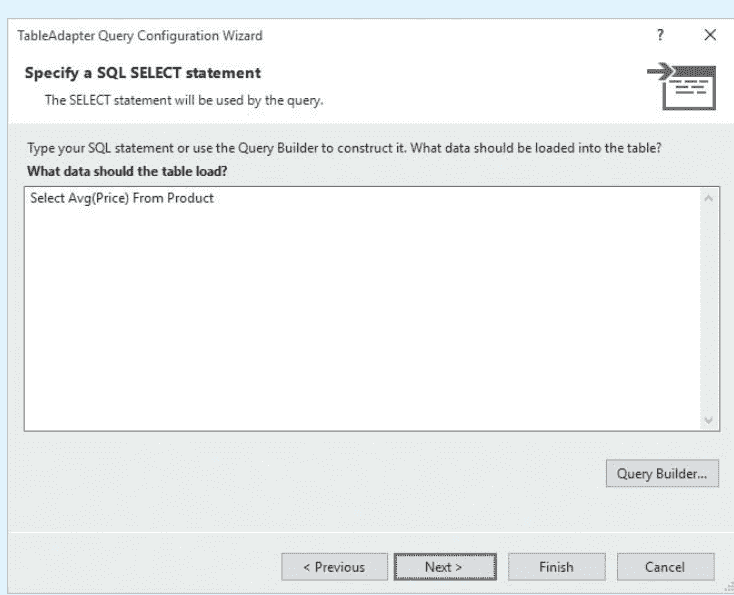 TableAdapter Query Configuration Wizard
?
Specify a SQL SELECT statement
The SELECT statement will be used by the query.
Type your SQL statement or use the Query Builder to construct it. What data should be loaded into the table?
What data should the table load?
Select Avg(Price) From Product
Query Builder...
< Previous
Next >
Finish
Cancel